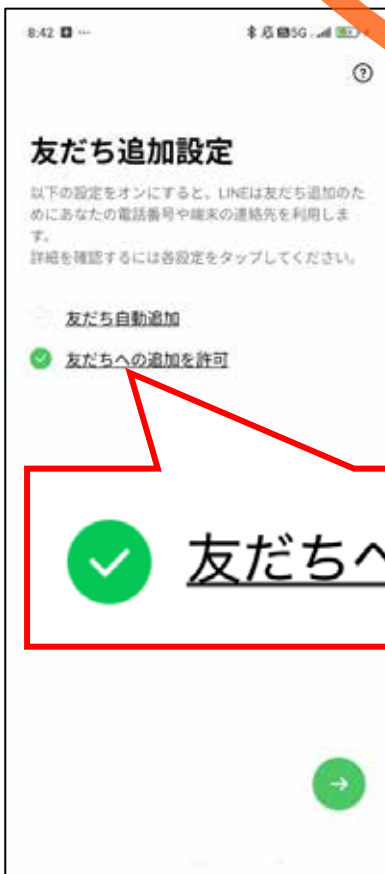 8:42
5G
友だち追加設定
以下の設定をオンにすると、LINEは友だち追加のた
めにあなたの電話番号や端末の連絡先を利用しま
す。
詳細を確認するには各設定をタップしてください。
友だち自動追加
友だちへの追加を許可
友だちへ